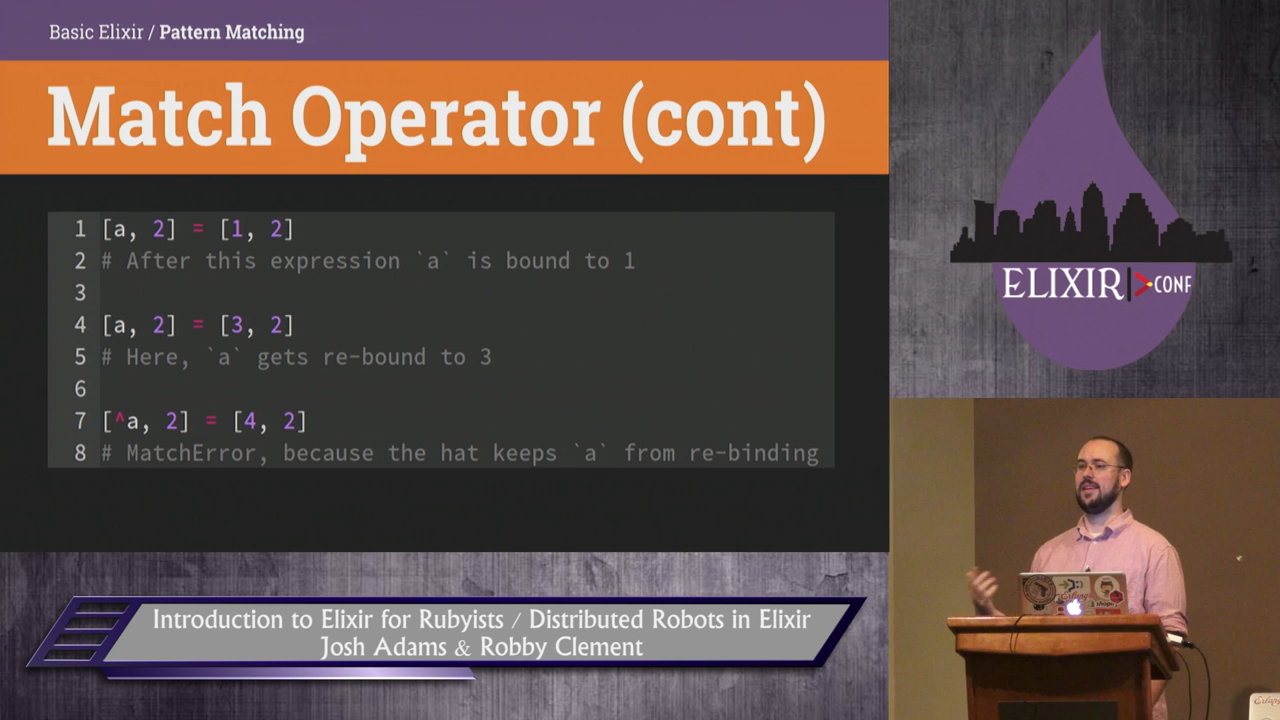 Basic Elixir / Pattern Matching
Match Operator (cont)
1 [a, 2] = [1, 2]
2 # After this expression `a` is bound to 1
3
4 [a, 2] = [3, 2]
5 # Here, `a` gets re-bound to 3
6
7 [^a, 2] = [4, 2]
8 # MatchError, because the hat keeps `a` from re-binding
ELIXIR CONF
Introduction to Elixir for Rubyists / Distributed Robots in Elixir
Josh Adams & Robby Clement
Erlang